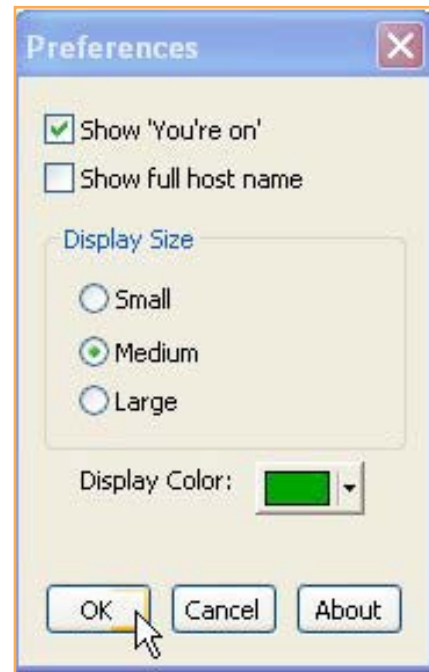 Preferences
Show 'You're on'
Show full host name
Display Size
Small
Medium
Large
Display Color:
OK Cancel About